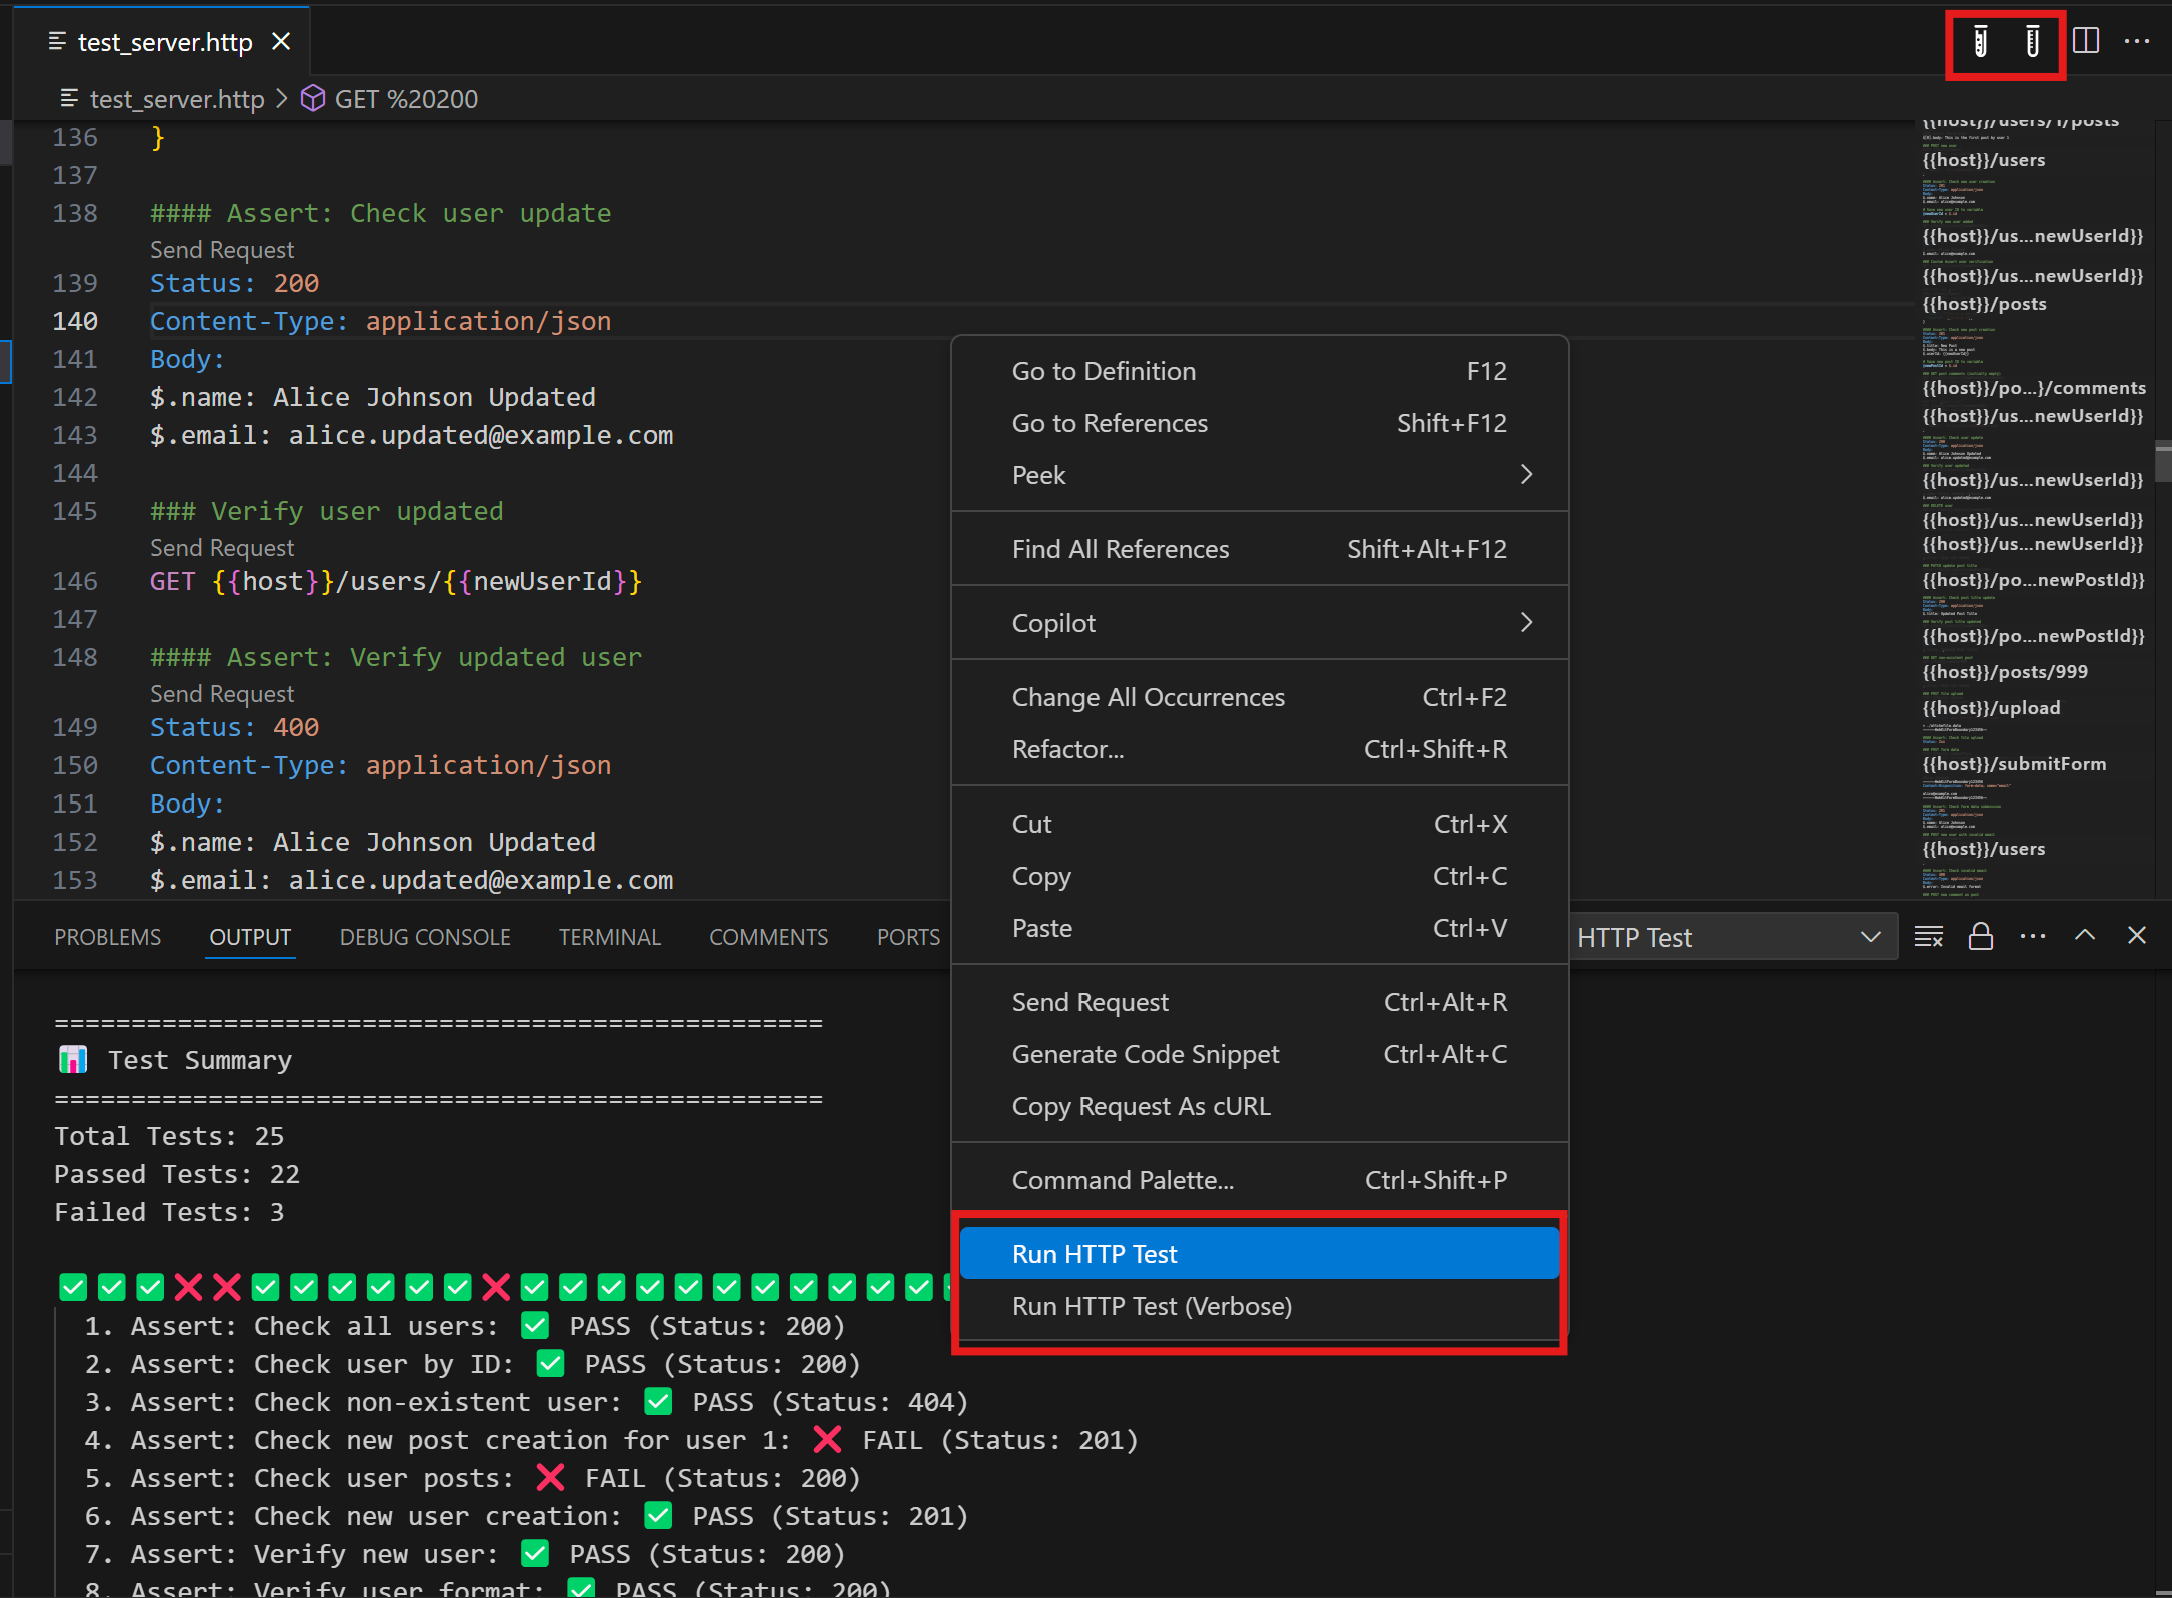 test_server.http
test_server.http > GET %20200
136 }
137
138 #### Assert: Check user update
Send Request
139 Status: 200
140 Content-Type: application/json
141 Body:
142 $.name: Alice Johnson Updated
143 $.email: alice.updated@example.com
144
145 ### Verify user updated
Send Request
146 GET {{host}}/users/{{newUserId}}
147
148 #### Assert: Verify updated user
Send Request
149 Status: 400
150 Content-Type: application/json
151 Body:
152 $.name: Alice Johnson Updated
153 $.email: alice.updated@example.com
{{host}}/users/1/posts
{{host}}/users
{{host}}/us...newUserId}}
{{host}}/us...newUserId}}
{{host}}/posts
{{host}}/po...}/comments
{{host}}/us...newUserId}}
{{host}}/us...newUserId}}
{{host}}/us...newUserId}}
{{host}}/us...newUserId}}
{{host}}/po...newPostId}}
{{host}}/po...newPostId}}
{{host}}/posts/999
{{host}}/upload
{{host}}/submitForm
{{host}}/users
Go to Definition F12
Go to References Shift+F12
Peek
Find All References Shift+Alt+F12
Copilot
Change All Occurrences Ctrl+F2
Refactor... Ctrl+Shift+R
Cut Ctrl+X
Copy Ctrl+C
Paste Ctrl+V
Send Request Ctrl+Alt+R
Generate Code Snippet Ctrl+Alt+C
Copy Request As cURL
Command Palette... Ctrl+Shift+P
Run HTTP Test
Run HTTP Test (Verbose)
PROBLEMS OUTPUT DEBUG CONSOLE TERMINAL COMMENTS PORTS HTTP Test
==================================================
📊 Test Summary
==================================================
Total Tests: 25
Passed Tests: 22
Failed Tests: 3
✅✅✅❌❌✅✅✅✅✅✅❌✅✅✅✅✅✅✅✅✅✅✅
1. Assert: Check all users: ✅ PASS (Status: 200)
2. Assert: Check user by ID: ✅ PASS (Status: 200)
3. Assert: Check non-existent user: ✅ PASS (Status: 404)
4. Assert: Check new post creation for user 1: ❌ FAIL (Status: 201)
5. Assert: Check user posts: ❌ FAIL (Status: 200)
6. Assert: Check new user creation: ✅ PASS (Status: 201)
7. Assert: Verify new user: ✅ PASS (Status: 200)
8. Assert: Verify user format: ✅ PASS (Status: 200)